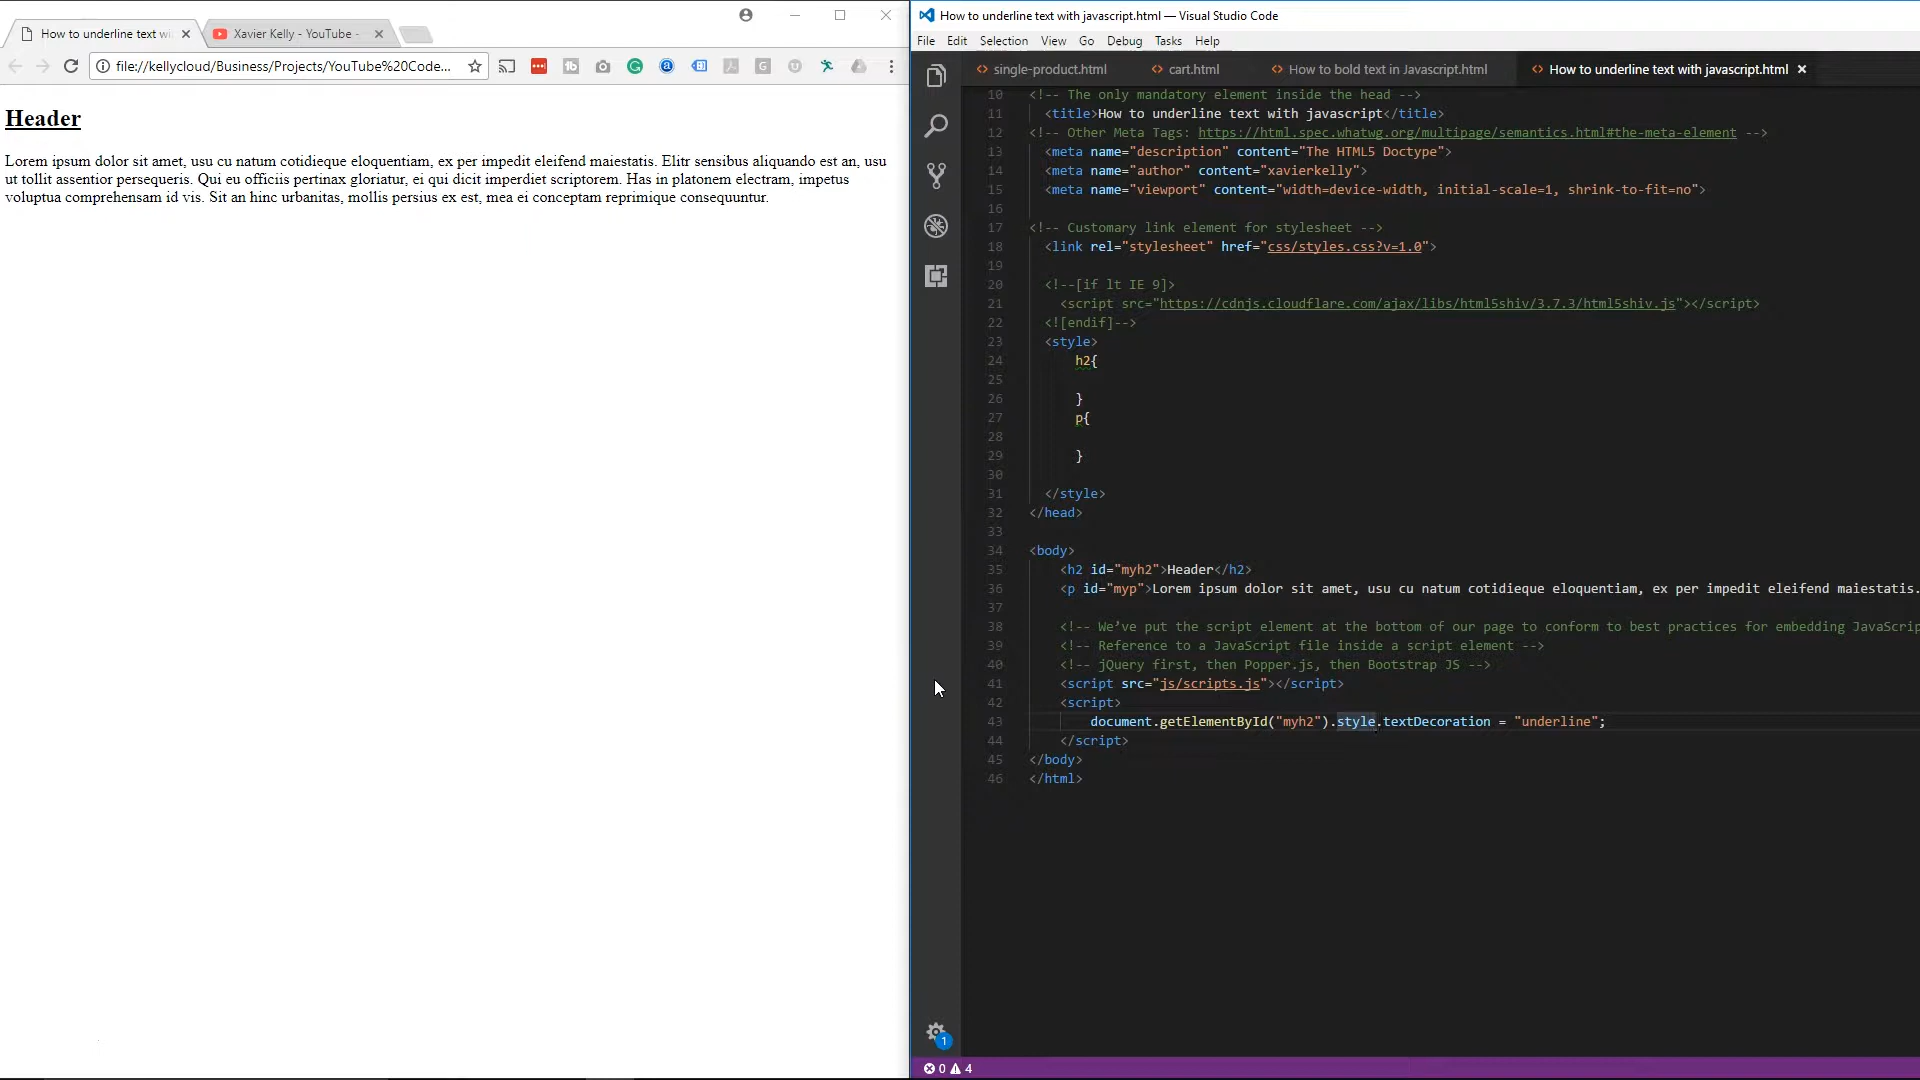 How to underline text wi
Xavier Kelly - YouTube -
file://kellycloud/Business/Projects/YouTube%20Code...
Header
Lorem ipsum dolor sit amet, usu cu natum cotidieque eloquentiam, ex per impedit eleifend maiestatis. Elitr sensibus aliquando est an, usu
ut tollit assentior persequeris. Qui eu officiis pertinax gloriatur, ei qui dicit imperdiet scriptorem. Has in platonem electram, impetus
voluptua comprehensam id vis. Sit an hinc urbanitas, mollis persius ex est, mea ei conceptam reprimique consequuntur.
How to underline text with javascript.html — Visual Studio Code
File Edit Selection View Go Debug Tasks Help
single-product.html cart.html How to bold text in Javascript.html How to underline text with javascript.html
10 <!-- The only mandatory element inside the head -->
11 <title>How to underline text with javascript</title>
12 <!-- Other Meta Tags: https://html.spec.whatwg.org/multipage/semantics.html#the-meta-element -->
13 <meta name="description" content="The HTML5 Doctype">
14 <meta name="author" content="xavierkelly">
15 <meta name="viewport" content="width=device-width, initial-scale=1, shrink-to-fit=no">
16
17 <!-- Customary link element for stylesheet -->
18 <link rel="stylesheet" href="css/styles.css?v=1.0">
19
20 <!--[if lt IE 9]>
21 <script src="https://cdnjs.cloudflare.com/ajax/libs/html5shiv/3.7.3/html5shiv.js"></script>
22 <![endif]-->
23 <style>
24 h2{
25
26 }
27 p{
28
29 }
30
31 </style>
32 </head>
33
34 <body>
35 <h2 id="myh2">Header</h2>
36 <p id="myp">Lorem ipsum dolor sit amet, usu cu natum cotidieque eloquentiam, ex per impedit eleifend maiestatis.
37
38 <!-- We’ve put the script element at the bottom of our page to conform to best practices for embedding JavaScrip
39 <!-- Reference to a JavaScript file inside a script element -->
40 <!-- jQuery first, then Popper.js, then Bootstrap JS -->
41 <script src="js/scripts.js"></script>
42 <script>
43 document.getElementById("myh2").style.textDecoration = "underline";
44 </script>
45 </body>
46 </html>
1
0 4